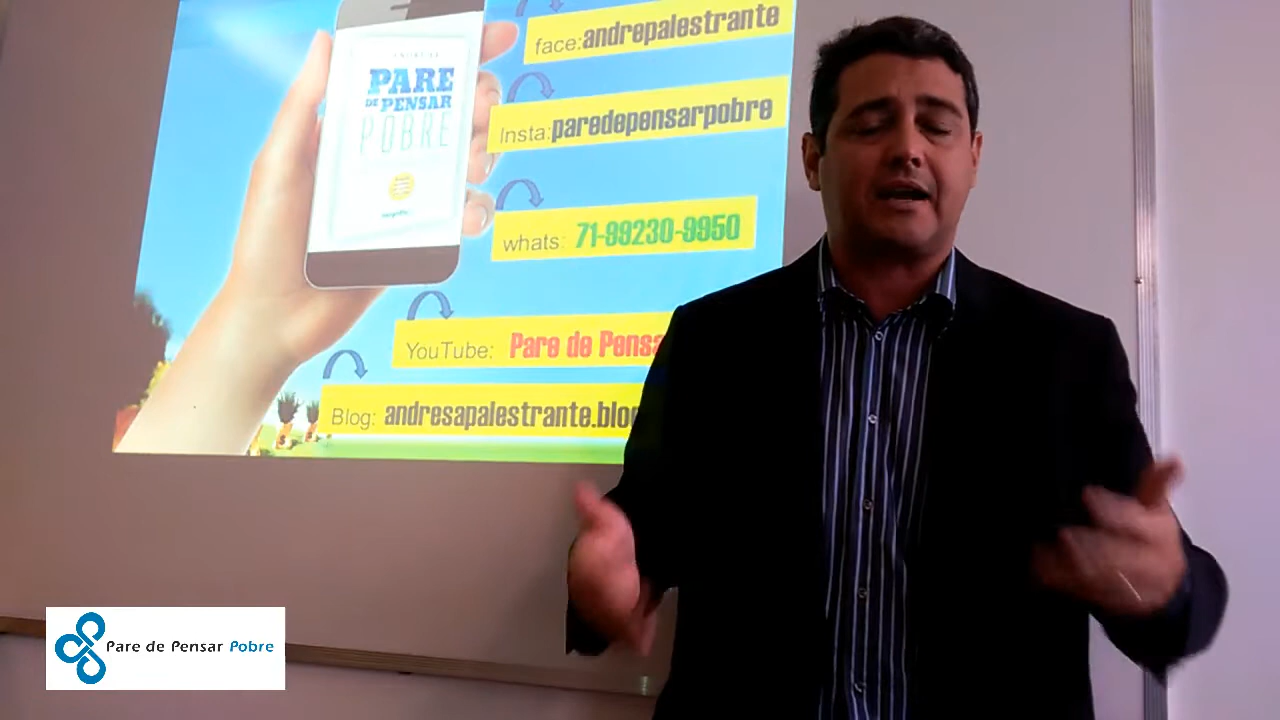 face:andrepalestrante
PARE
DE PENSAR
POBRE
Insta:paredepensarpobre
whats: 71-99230-9950
YouTube: Pare de Pensa
Blog: andresapalestrante.blo
Pare de Pensar Pobre